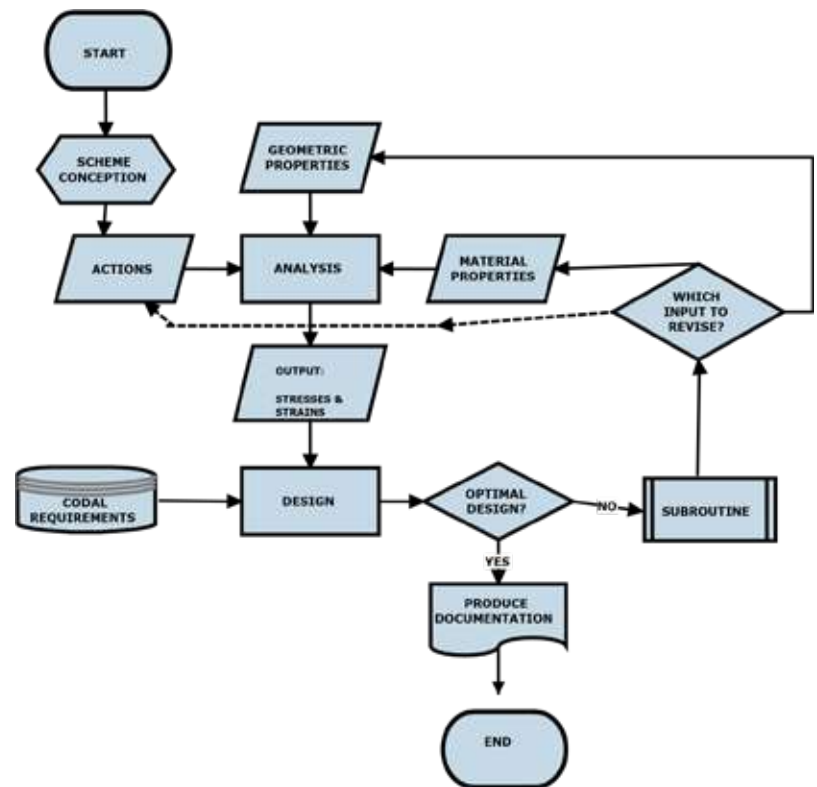 START
SCHEME
CONCEPTION
GEOMETRIC
PROPERTIES
ACTIONS
ANALYSIS
MATERIAL
PROPERTIES
WHICH
INPUT TO
REVISE?
OUTPUT:
STRESSES &
STRAINS
CODAL
REQUIREMENTS
DESIGN
OPTIMAL
DESIGN?
NO
SUBROUTINE
YES
PRODUCE
DOCUMENTATION
END